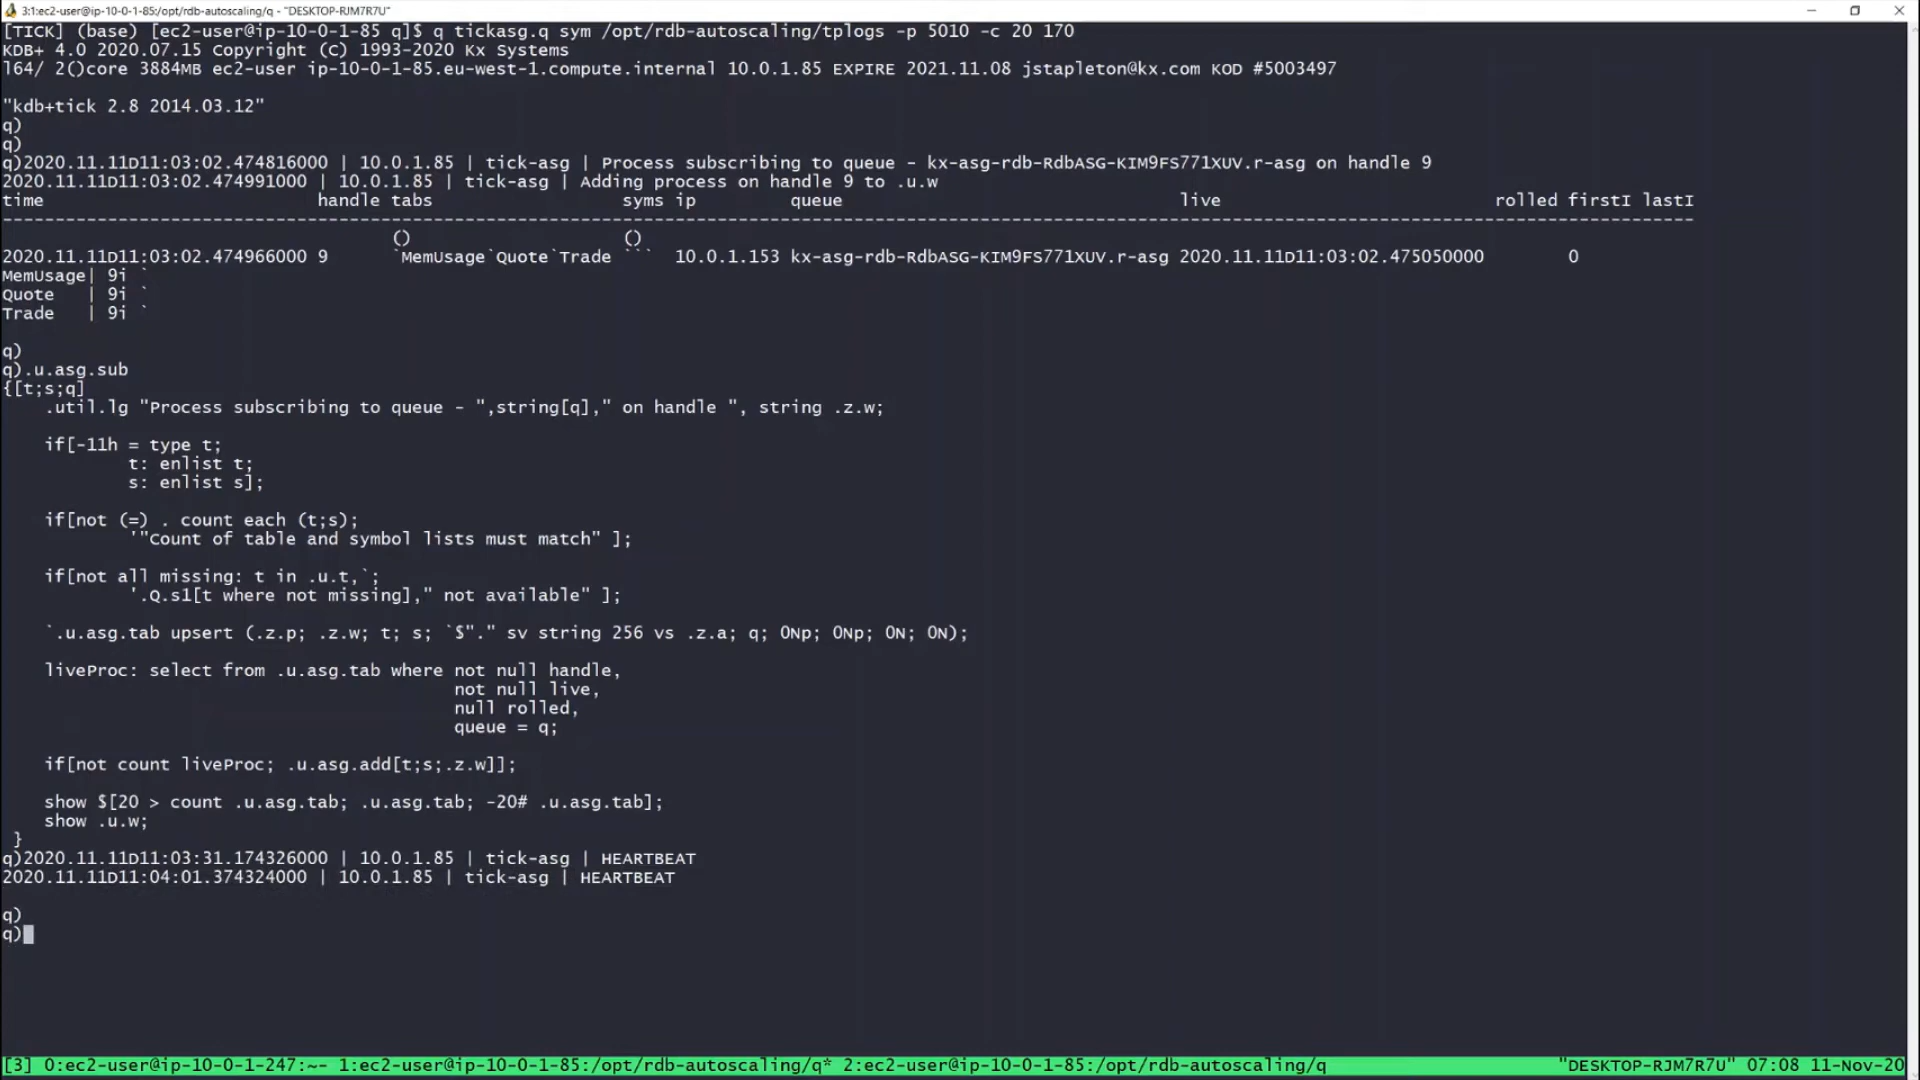 3:1:ec2-user@ip-10-0-1-85:/opt/rdb-autoscaling/q - "DESKTOP-RJM7R7U"
[TICK] (base) [ec2-user@ip-10-0-1-85 q]$ q tickasg.q sym /opt/rdb-autoscaling/tplogs -p 5010 -c 20 170
KDB+ 4.0 2020.07.15 Copyright (C) 1993-2020 Kx Systems
l64/ 2()core 3884MB ec2-user ip-10-0-1-85.eu-west-1.compute.internal 10.0.1.85 EXPIRE 2021.11.08 jstapleton@kx.com KOD #5003497
"kdb+tick 2.8 2014.03.12"
q)
q)
q)2020.11.11D11:03:02.474816000 | 10.0.1.85 | tick-asg | Process subscribing to queue - kx-asg-rdb-RdbASG-KIM9FS771XUV.r-asg on handle 9
2020.11.11D11:03:02.474991000 | 10.0.1.85 | tick-asg | Adding process on handle 9 to .u.w
time handle tabs syms ip queue live rolled firstI lastI
-----------------------------------------------------------------------------------------------------------------------------------------------------------------
() ()
2020.11.11D11:03:02.474966000 9 `MemUsage`Quote`Trade ``` 10.0.1.153 kx-asg-rdb-RdbASG-KIM9FS771XUV.r-asg 2020.11.11D11:03:02.475050000 0
MemUsage| 9i `
Quote | 9i `
Trade | 9i `
q)
q).u.asg.sub
{[t;s;q]
.util.lg "Process subscribing to queue - ",string[q]," on handle ", string .z.w;
if[-11h = type t;
t: enlist t;
s: enlist s];
if[not (=) . count each (t;s);
'"Count of table and symbol lists must match" ];
if[not all missing: t in .u.t,`;
'.Q.s1[t where not missing]," not available" ];
`.u.asg.tab upsert (.z.p; .z.w; t; s; `$"." sv string 256 vs .z.a; q; 0Np; 0Np; 0N; 0N);
liveProc: select from .u.asg.tab where not null handle,
not null live,
null rolled,
queue = q;
if[not count liveProc; .u.asg.add[t;s;.z.w]];
show $[20 > count .u.asg.tab; .u.asg.tab; -20# .u.asg.tab];
show .u.w;
}
q)2020.11.11D11:03:31.174326000 | 10.0.1.85 | tick-asg | HEARTBEAT
2020.11.11D11:04:01.374324000 | 10.0.1.85 | tick-asg | HEARTBEAT
q)
q)
[3] 0:ec2-user@ip-10-0-1-247:~- 1:ec2-user@ip-10-0-1-85:/opt/rdb-autoscaling/q* 2:ec2-user@ip-10-0-1-85:/opt/rdb-autoscaling/q "DESKTOP-RJM7R7U" 07:08 11-Nov-20